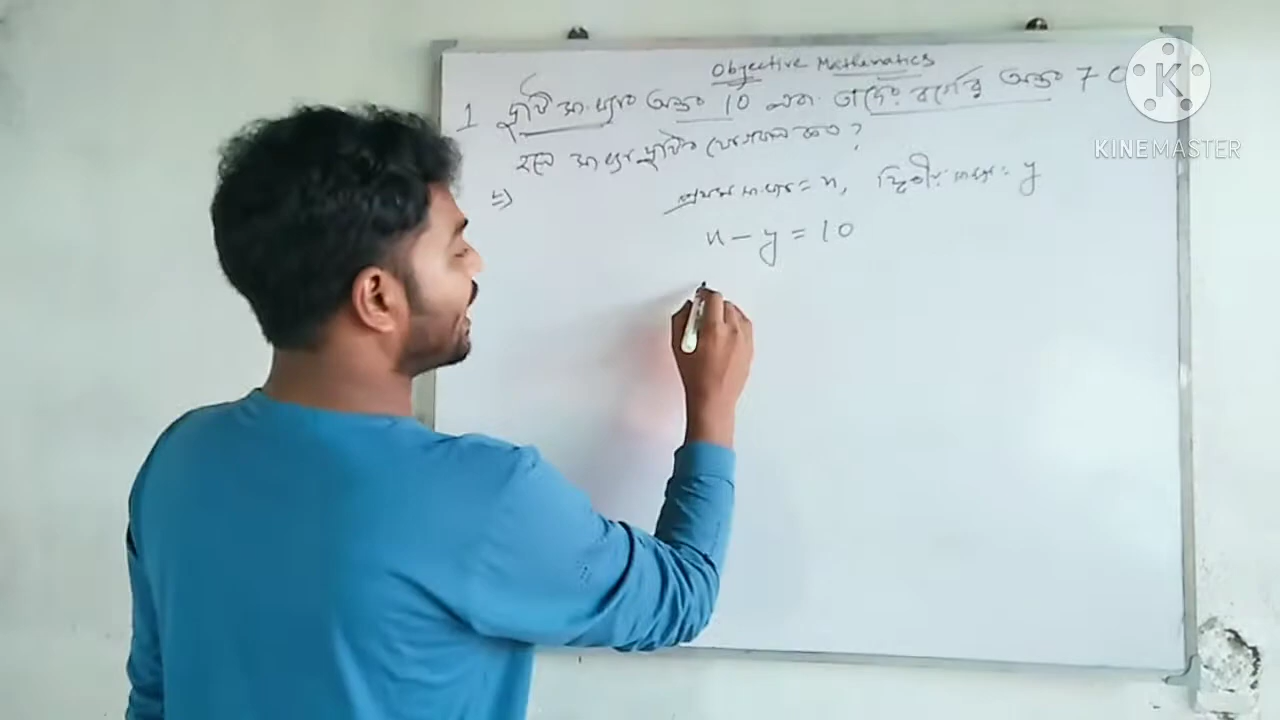 Objective Mathematics
1 দুটি সংখ্যার অন্তর 10 এবং তাদের বর্গের অন্তর 70
হলে সংখ্যা দুটির যোগফল কত?
⇒) প্রথম সংখ্যা = x, দ্বিতীয় সংখ্যা = y
x - y = 10
K
KINEMASTER